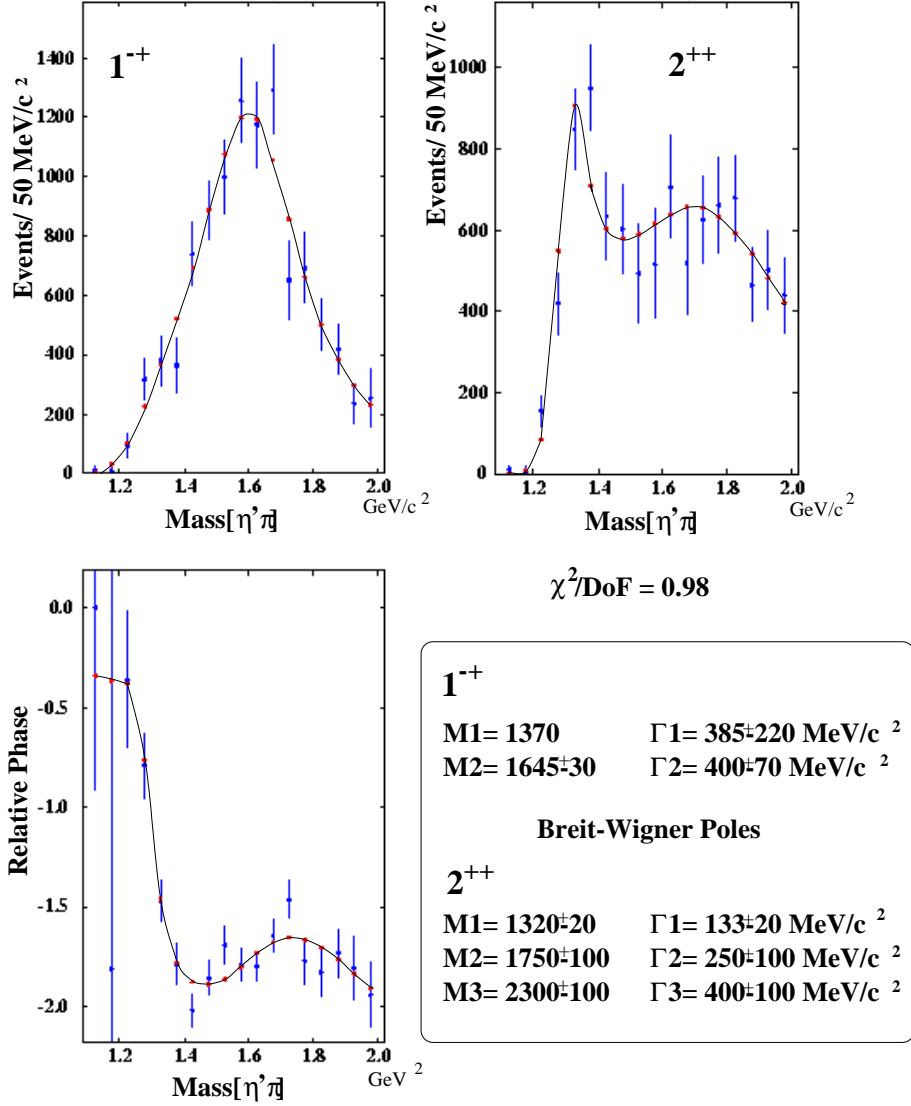 1-+
Events/ 50 MeV/c 2
1400
1200
1000
800
600
400
200
0
1.2 1.4 1.6 1.8 2.0
GeV/c 2
Mass[η'π]
2++
Events/ 50 MeV/c 2
1000
800
600
400
200
0
1.2 1.4 1.6 1.8 2.0
GeV/c 2
Mass[η'π]
Relative Phase
0.0
-0.5
-1.0
-1.5
-2.0
1.2 1.4 1.6 1.8 2.0
GeV 2
Mass[η'π]
χ2/DoF = 0.98
1-+
M1= 1370 Γ1= 385±220 MeV/c 2
M2= 1645±30 Γ2= 400±70 MeV/c 2
Breit-Wigner Poles
2++
M1= 1320±20 Γ1= 133±20 MeV/c 2
M2= 1750±100 Γ2= 250±100 MeV/c 2
M3= 2300±100 Γ3= 400±100 MeV/c 2